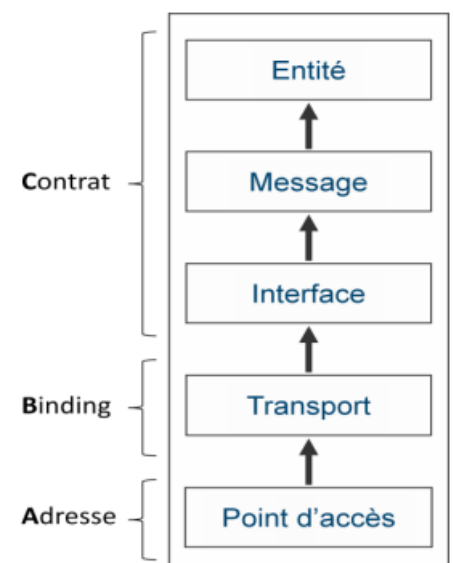 Entité
Contrat
Message
Interface
Binding
Transport
Adresse
Point d'accès